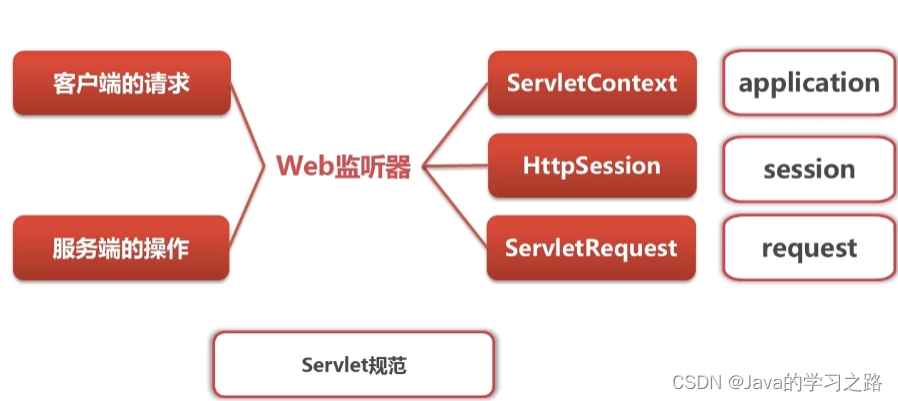 客户端的请求
ServletContext
application
Web监听器
HttpSession
session
服务端的操作
ServletRequest
request
Servlet规范
CSDN @Java的学习之路